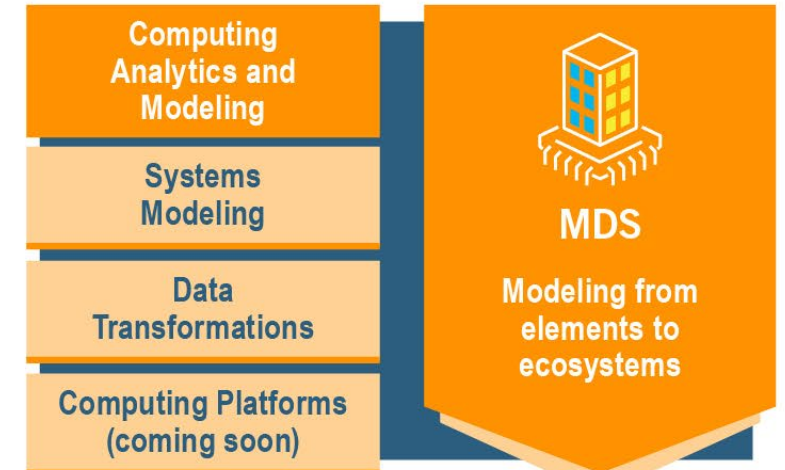 Computing
Analytics and
Modeling
Systems
Modeling
Data
Transformations
Computing Platforms
(coming soon)
MDS
Modeling from
elements to
ecosystems